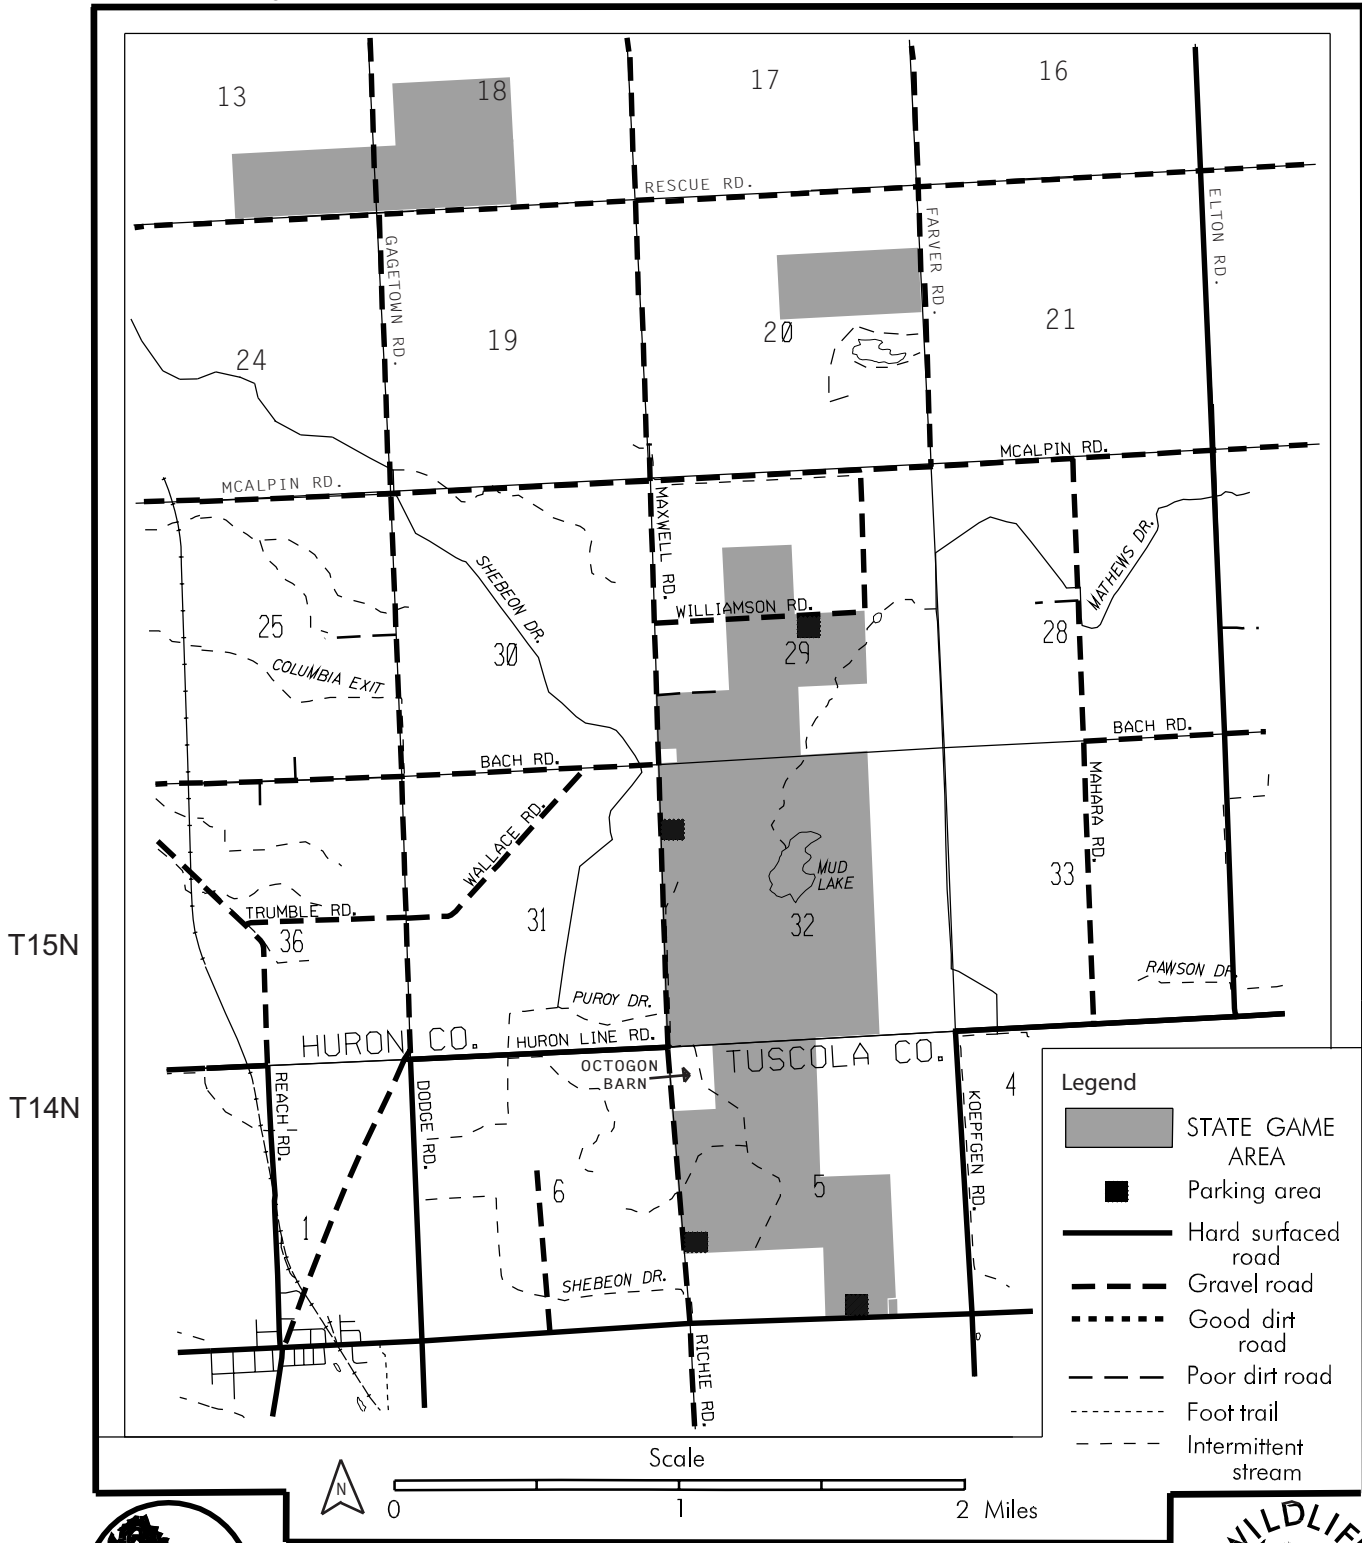 13
18
17
16
RESCUE RD.
GAGETOWN RD.
FARVER RD.
ELTON RD.
24
19
20
21
MCALPIN RD.
MCALPIN RD.
MAXWELL RD.
SHEBEON DR.
MATHEWS DR.
WILLIAMSON RD.
25
30
29
28
COLUMBIA EXIT
BACH RD.
BACH RD.
WALLACE RD.
MAHARA RD.
MUD
LAKE
33
TRUMBLE RD.
36
31
32
T15N
RAWSON DR.
PUROY DR.
HURON CO.
HURON LINE RD.
TUSCOLA CO.
OCTOGON
BARN
T14N
REACH RD.
DODGE RD.
KOEPFGEN RD.
4
6
5
1
SHEBEON DR.
RICHIE RD.
Legend
STATE GAME
AREA
Parking area
Hard surfaced
road
Gravel road
Good dirt
road
Poor dirt road
Foot trail
Intermittent
stream
Scale
N
0
1
2 Miles